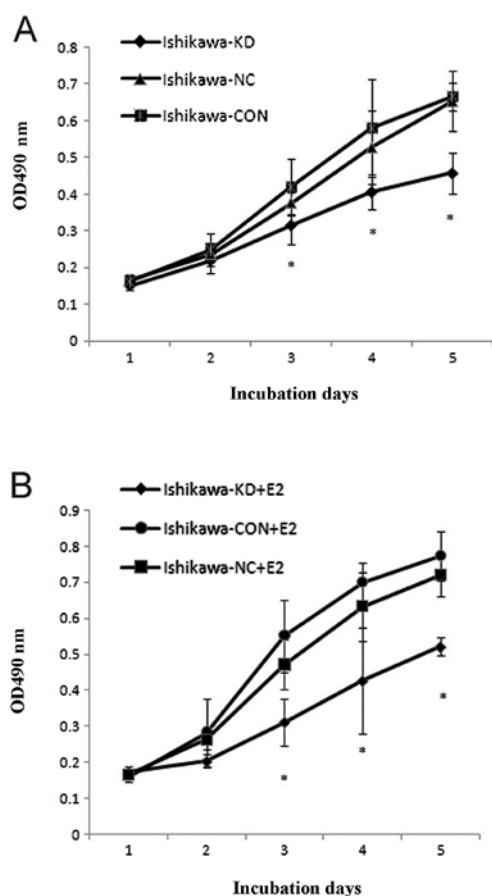 A
Ishikawa-KD
Ishikawa-NC
Ishikawa-CON
0.8
0.7
0.6
0.5
0.4
0.3
0.2
0.1
0
OD490 nm
*
*
*
1 2 3 4 5
Incubation days
B
Ishikawa-KD+E2
Ishikawa-CON+E2
Ishikawa-NC+E2
0.9
0.8
0.7
0.6
0.5
0.4
0.3
0.2
0.1
0
OD490 nm
*
*
*
1 2 3 4 5
Incubation days